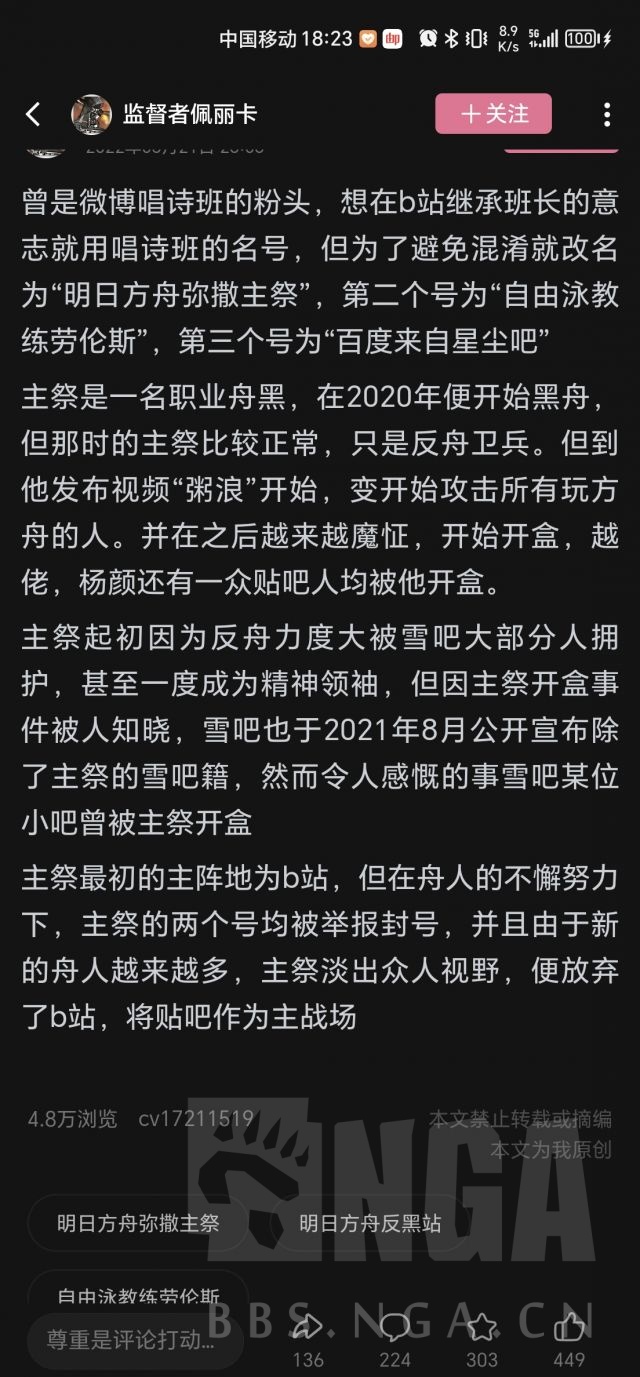 中国移动 18:23 8.9 K/s 5G 100
监督者佩丽卡 十关注
曾是微博唱诗班的粉头，想在b站继承班长的意
志就用唱诗班的名号，但为了避免混淆就改名
为“明日方舟弥撒主祭”，第二个号为“自由泳教
练劳伦斯”，第三个号为“百度来自星尘吧”
主祭是一名职业舟黑，在2020年便开始黑舟，
但那时的主祭比较正常，只是反舟卫兵。但到
他发布视频“粥浪”开始，变开始攻击所有玩方
舟的人。并在之后越来越魔怔，开始开盒，越
佬，杨颜还有一众贴吧人均被他开盒。
主祭起初因为反舟力度大被雪吧大部分人拥
护，甚至一度成为精神领袖，但因主祭开盒事
件被人知晓，雪吧也于2021年8月公开宣布除
了主祭的雪吧籍，然而令人感慨的事雪吧某位
小吧曾被主祭开盒
主祭最初的主阵地为b站，但在舟人的不懈努力
下，主祭的两个号均被举报封号，并且由于新
的舟人越来越多，主祭淡出众人视野，便放弃
了b站，将贴吧作为主战场
4.8万浏览 cv17211519 本文禁止转载或摘编
本文为我原创
NGA
明日方舟弥撒主祭 明日方舟反黑站
自由泳教练劳伦斯
BBS.NGA.CN
尊重是评论打动...
136 224 303 449